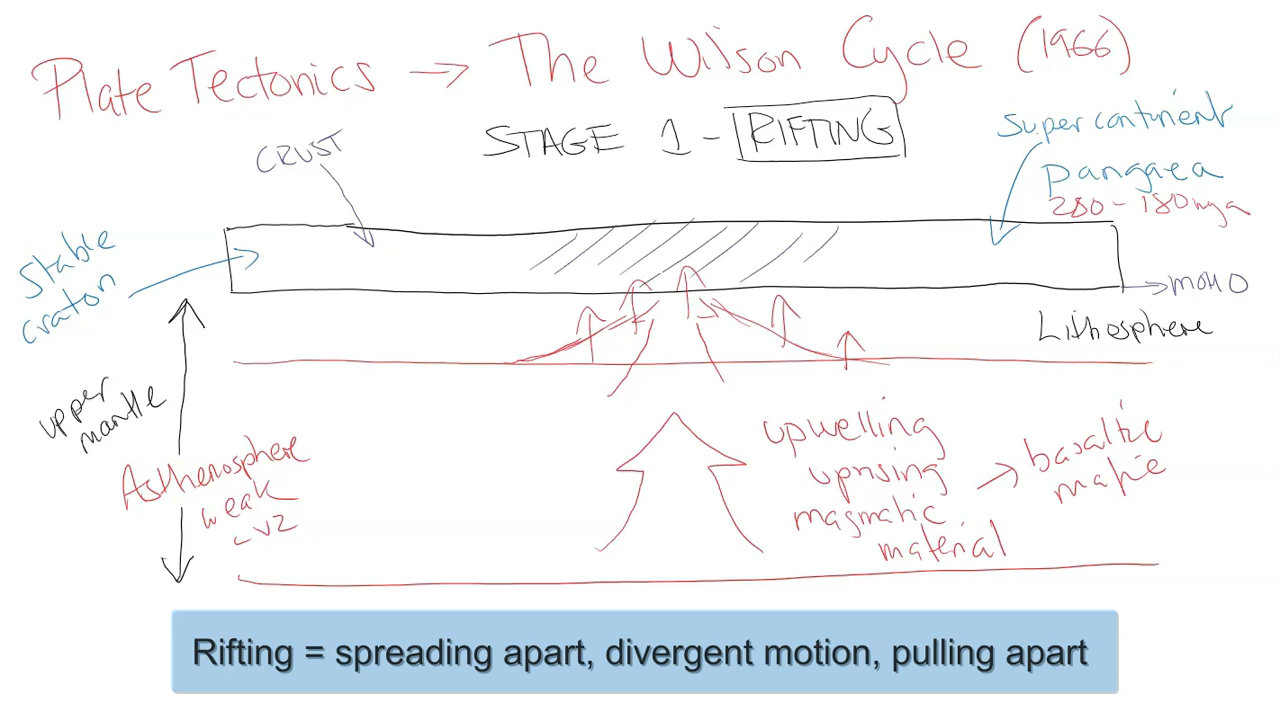 Plate Tectonics → The Wilson Cycle (1966)
STAGE 1 - RIFTING
CRUST
Supercontinent
Pangaea
280 - 180 mya
Stable
craton
→ MOHO
Lithosphere
upper
mantle
Asthenosphere
weak
upwelling
uprising
magmatic
material
→ basaltic
mafic
Rifting = spreading apart, divergent motion, pulling apart